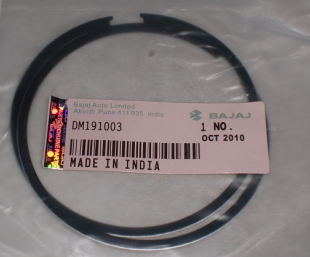 Bajaj Auto Limited
Akurdi Pune 411 035 India
BAJAJ
DM191003
1 NO.
OCT 2010
MADE IN INDIA